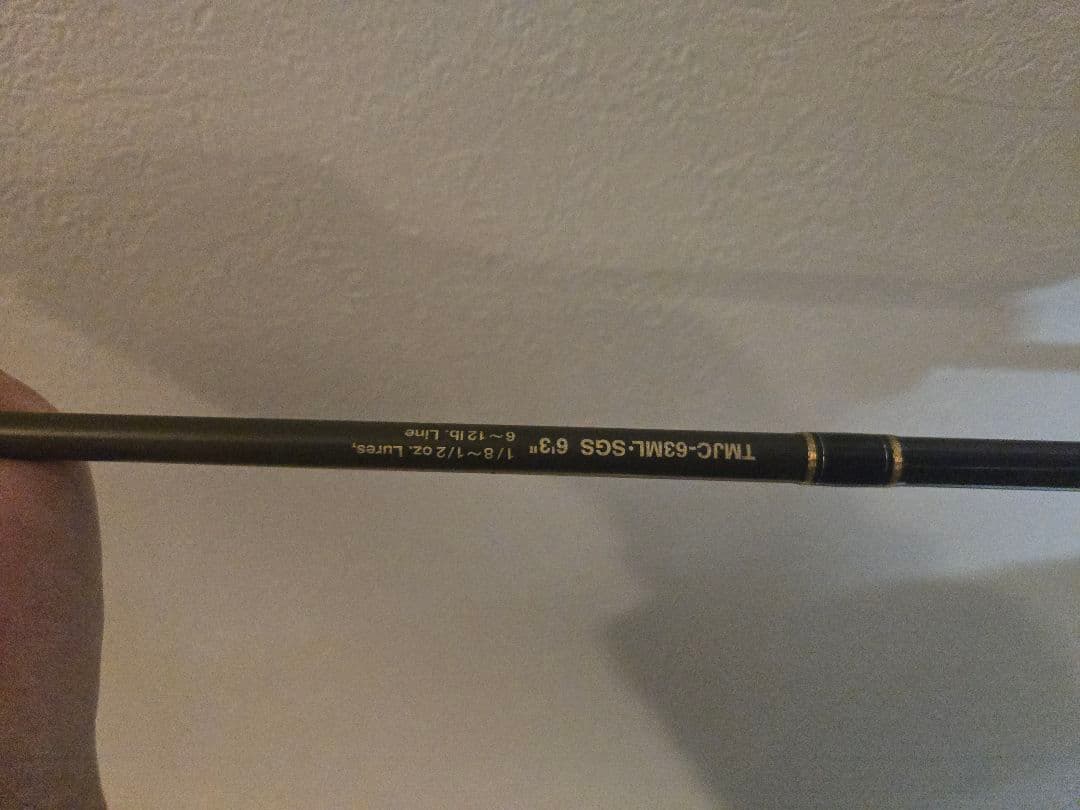 TMJC-63ML·SGS 6'3"
1/8~1/2 oz. Lures,
6~12 lb. Line